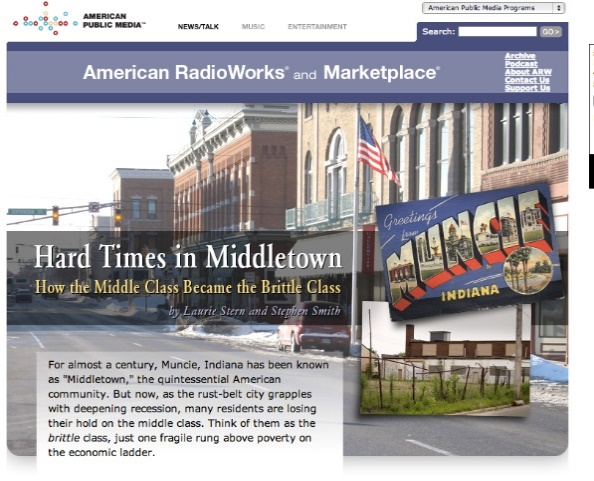 AMERICAN
PUBLIC MEDIA™
NEWS/TALK MUSIC ENTERTAINMENT
American Public Media Programs
Search: GO >
American RadioWorks® and Marketplace®
Archive
Podcast
About ARW
Contact Us
Support Us
Greetings
from
MUNCIE
INDIANA
Hard Times in Middletown
How the Middle Class Became the Brittle Class
by Laurie Stern and Stephen Smith
For almost a century, Muncie, Indiana has been known
as "Middletown," the quintessential American
community. But now, as the rust-belt city grapples
with deepening recession, many residents are losing
their hold on the middle class. Think of them as the
brittle class, just one fragile rung above poverty on
the economic ladder.